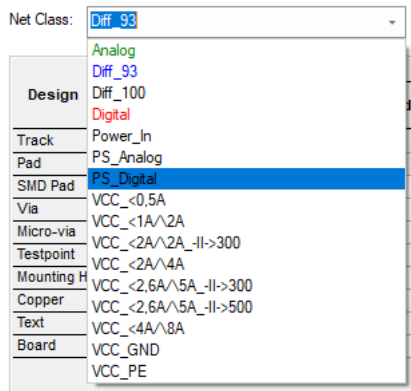 Net Class: Diff_93
Analog
Diff_93
Design
Diff_100
Digital
Track
Power_In
Pad
PS_Analog
SMD Pad
PS_Digital
Via
VCC_<0,5A
Micro-via
VCC_<1A/\2A
Testpoint
VCC_<2A/\2A_-II->300
Mounting H
VCC_<2A/\4A
Copper
VCC_<2,6A/\5A_-II->300
Text
VCC_<2,6A/\5A_-II->500
Board
VCC_<4A/\8A
VCC_GND
VCC_PE